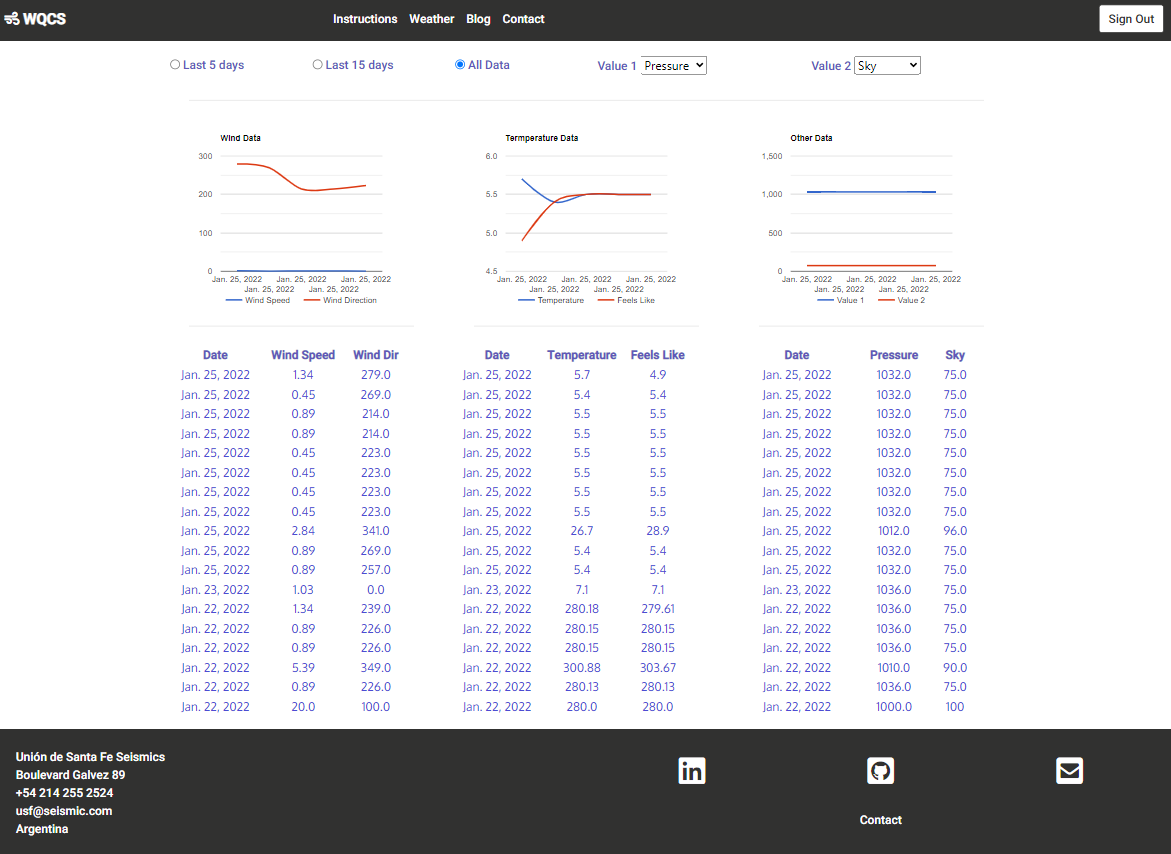 WQCS Instructions Weather Blog Contact Sign Out
Last 5 days Last 15 days All Data Value 1 Pressure Value 2 Sky
Wind Data
300
200
100
0
Jan. 25, 2022 Jan. 25, 2022 Jan. 25, 2022
Jan. 25, 2022 Jan. 25, 2022
Wind Speed Wind Direction
Termperature Data
6.0
5.5
5.0
4.5
Jan. 25, 2022 Jan. 25, 2022 Jan. 25, 2022
Jan. 25, 2022 Jan. 25, 2022
Temperature Feels Like
Other Data
1,500
1,000
500
0
Jan. 25, 2022 Jan. 25, 2022 Jan. 25, 2022
Jan. 25, 2022 Jan. 25, 2022
Value 1 Value 2
Date Wind Speed Wind Dir
Jan. 25, 2022 1.34 279.0
Jan. 25, 2022 0.45 269.0
Jan. 25, 2022 0.89 214.0
Jan. 25, 2022 0.89 214.0
Jan. 25, 2022 0.45 223.0
Jan. 25, 2022 0.45 223.0
Jan. 25, 2022 0.45 223.0
Jan. 25, 2022 0.45 223.0
Jan. 25, 2022 2.84 341.0
Jan. 25, 2022 0.89 269.0
Jan. 25, 2022 0.89 257.0
Jan. 23, 2022 1.03 0.0
Jan. 22, 2022 1.34 239.0
Jan. 22, 2022 0.89 226.0
Jan. 22, 2022 0.89 226.0
Jan. 22, 2022 5.39 349.0
Jan. 22, 2022 0.89 226.0
Jan. 22, 2022 20.0 100.0
Date Temperature Feels Like
Jan. 25, 2022 5.7 4.9
Jan. 25, 2022 5.4 5.4
Jan. 25, 2022 5.5 5.5
Jan. 25, 2022 5.5 5.5
Jan. 25, 2022 5.5 5.5
Jan. 25, 2022 5.5 5.5
Jan. 25, 2022 5.5 5.5
Jan. 25, 2022 5.5 5.5
Jan. 25, 2022 26.7 28.9
Jan. 25, 2022 5.4 5.4
Jan. 25, 2022 5.4 5.4
Jan. 23, 2022 7.1 7.1
Jan. 22, 2022 280.18 279.61
Jan. 22, 2022 280.15 280.15
Jan. 22, 2022 280.15 280.15
Jan. 22, 2022 300.88 303.67
Jan. 22, 2022 280.13 280.13
Jan. 22, 2022 280.0 280.0
Date Pressure Sky
Jan. 25, 2022 1032.0 75.0
Jan. 25, 2022 1032.0 75.0
Jan. 25, 2022 1032.0 75.0
Jan. 25, 2022 1032.0 75.0
Jan. 25, 2022 1032.0 75.0
Jan. 25, 2022 1032.0 75.0
Jan. 25, 2022 1032.0 75.0
Jan. 25, 2022 1032.0 75.0
Jan. 25, 2022 1012.0 96.0
Jan. 25, 2022 1032.0 75.0
Jan. 25, 2022 1032.0 75.0
Jan. 23, 2022 1036.0 75.0
Jan. 22, 2022 1036.0 75.0
Jan. 22, 2022 1036.0 75.0
Jan. 22, 2022 1036.0 75.0
Jan. 22, 2022 1010.0 90.0
Jan. 22, 2022 1036.0 75.0
Jan. 22, 2022 1000.0 100
Unión de Santa Fe Seismics
Boulevard Galvez 89
+54 214 255 2524
usf@seismic.com
Argentina
in
Contact